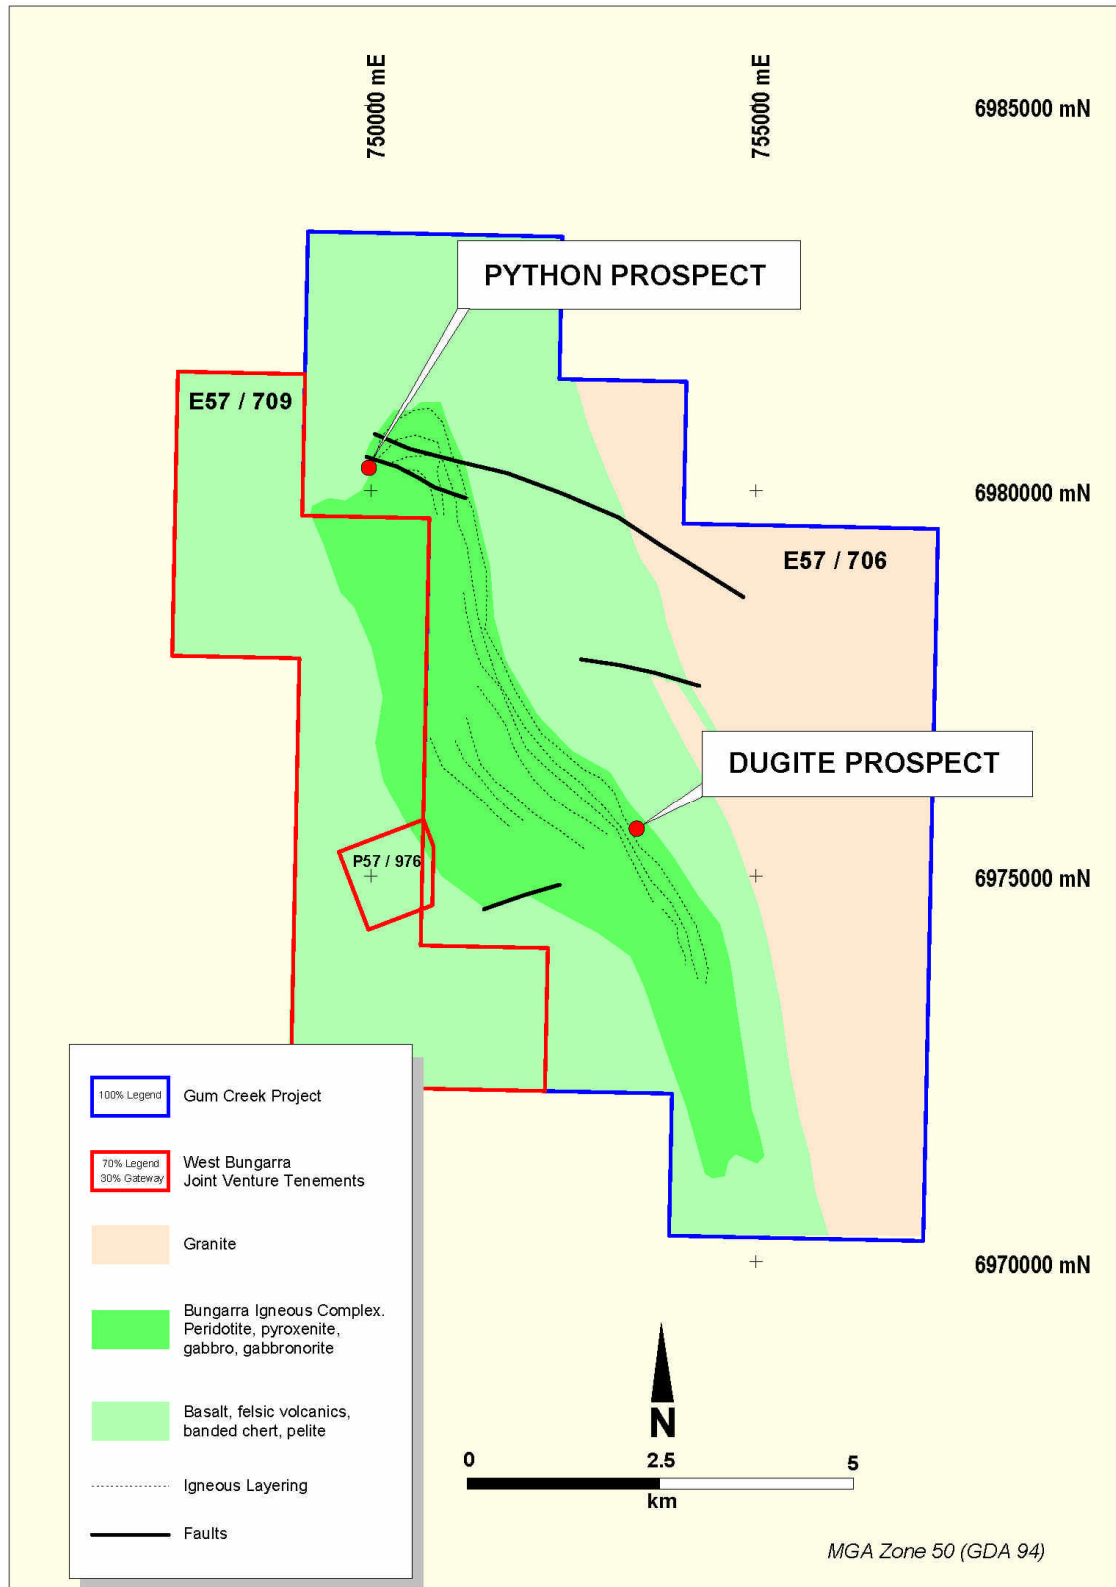 750000 mE
755000 mE
6985000 mN
PYTHON PROSPECT
E57 / 709
6980000 mN
E57 / 706
DUGITE PROSPECT
P57 / 976
6975000 mN
100% Legend
Gum Creek Project
70% Legend
30% Gateway
West Bungarra
Joint Venture Tenements
Granite
6970000 mN
Bungarra Igneous Complex.
Peridotite, pyroxenite,
gabbro, gabbronorite
Basalt, felsic volcanics,
banded chert, pelite
Igneous Layering
Faults
N
0 2.5 5
km
MGA Zone 50 (GDA 94)